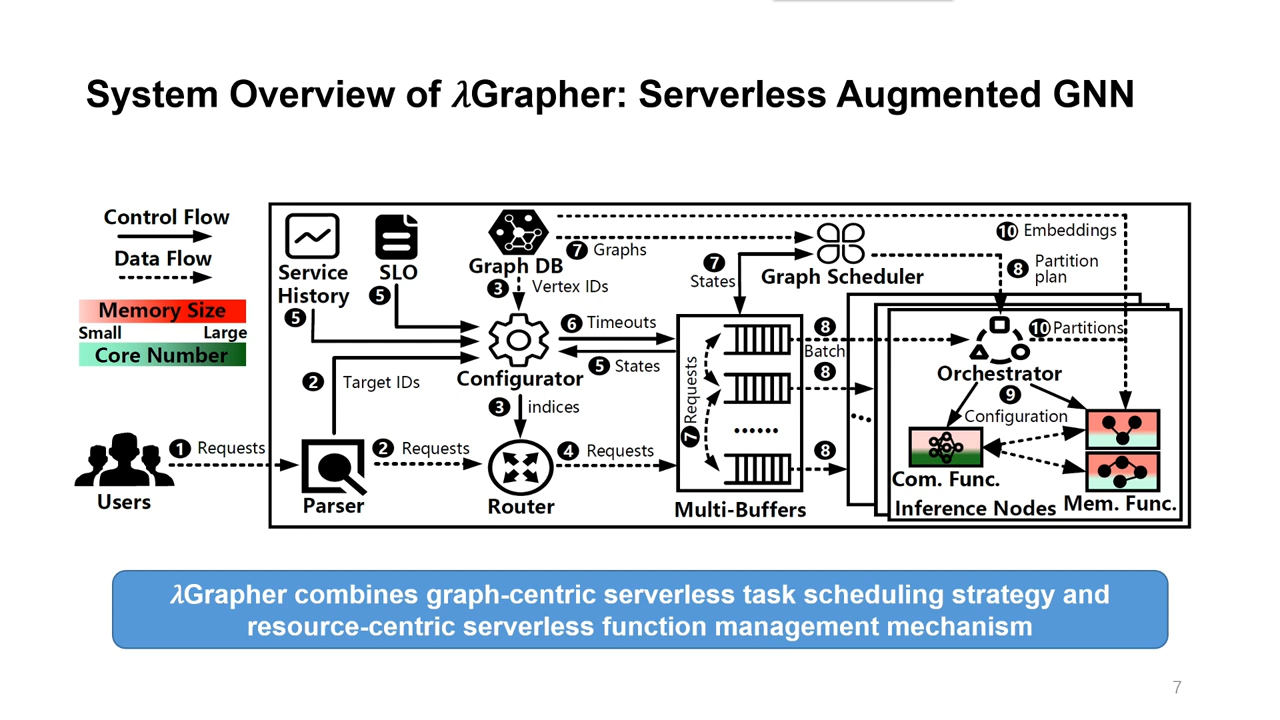 System Overview of λGrapher: Serverless Augmented GNN
Control Flow
Data Flow
Memory Size
Small Large
Core Number
Users
1 Requests
Service
History
5
SLO
5
Graph DB
3 Vertex IDs
7 Graphs
7
States
Graph Scheduler
10 Embeddings
8 Partition
plan
6 Timeouts
5 States
Configurator
2 Target IDs
3 indices
2 Requests
4 Requests
Parser
Router
7 Requests
......
Multi-Buffers
8
Batch
8
8
...
Orchestrator
10 Partitions
9
Configuration
Com. Func.
Mem. Func.
Inference Nodes
λGrapher combines graph-centric serverless task scheduling strategy and
resource-centric serverless function management mechanism
7